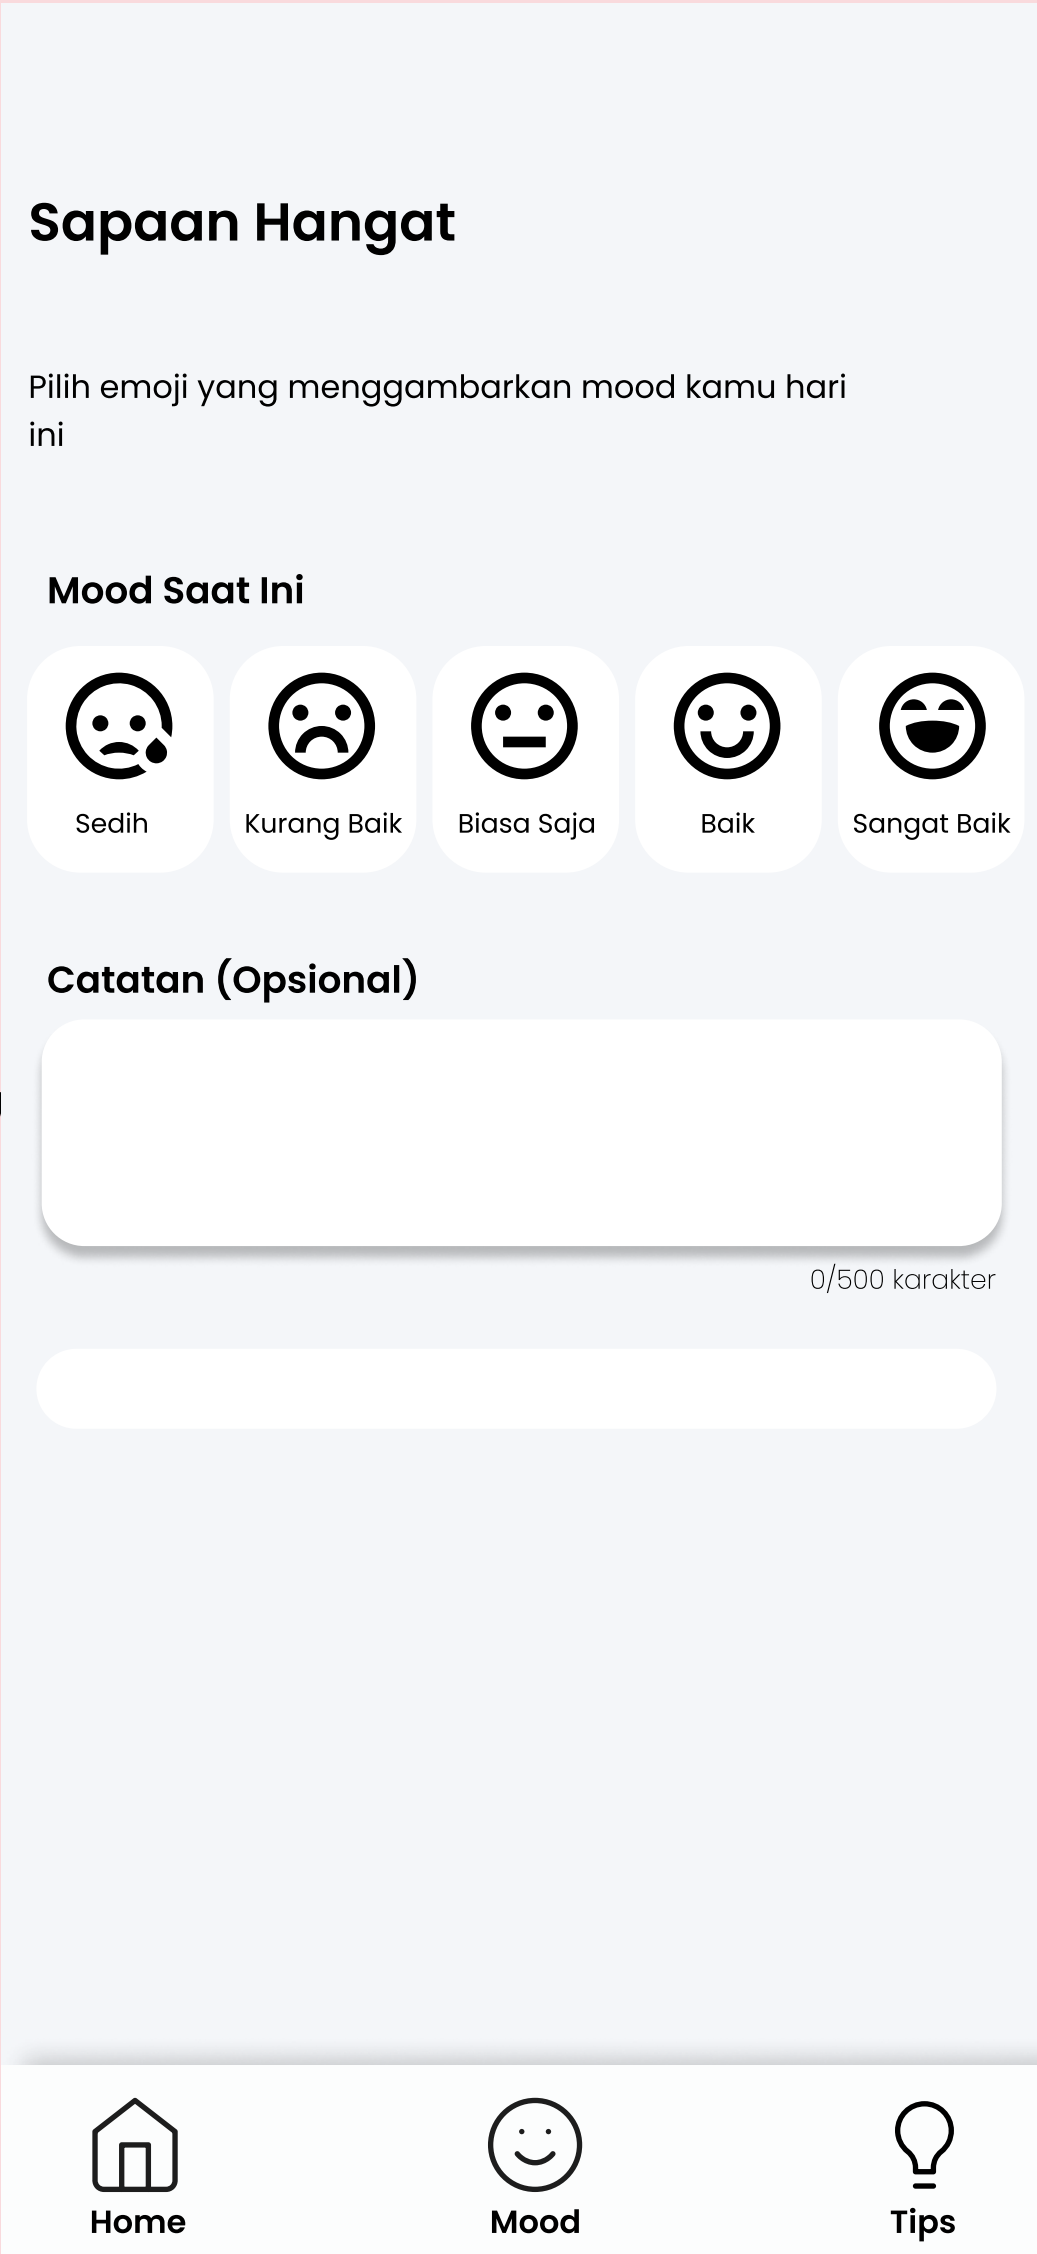 Sapaan Hangat
Pilih emoji yang menggambarkan mood kamu hari
ini
Mood Saat Ini
Sedih
Kurang Baik
Biasa Saja
Baik
Sangat Baik
Catatan (Opsional)
0/500 karakter
Home
Mood
Tips